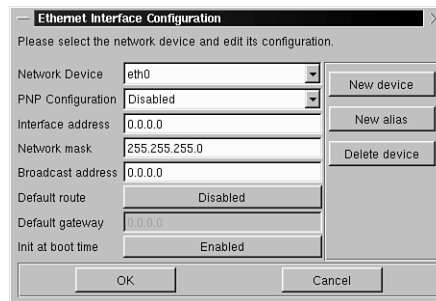 Ethernet Interface Configuration
Please select the network device and edit its configuration.
Network Device eth0
PNP Configuration Disabled
Interface address 0.0.0.0
Network mask 255.255.255.0
Broadcast address 0.0.0.0
Default route Disabled
Default gateway 0.0.0.0
Init at boot time Enabled
New device
New alias
Delete device
OK Cancel